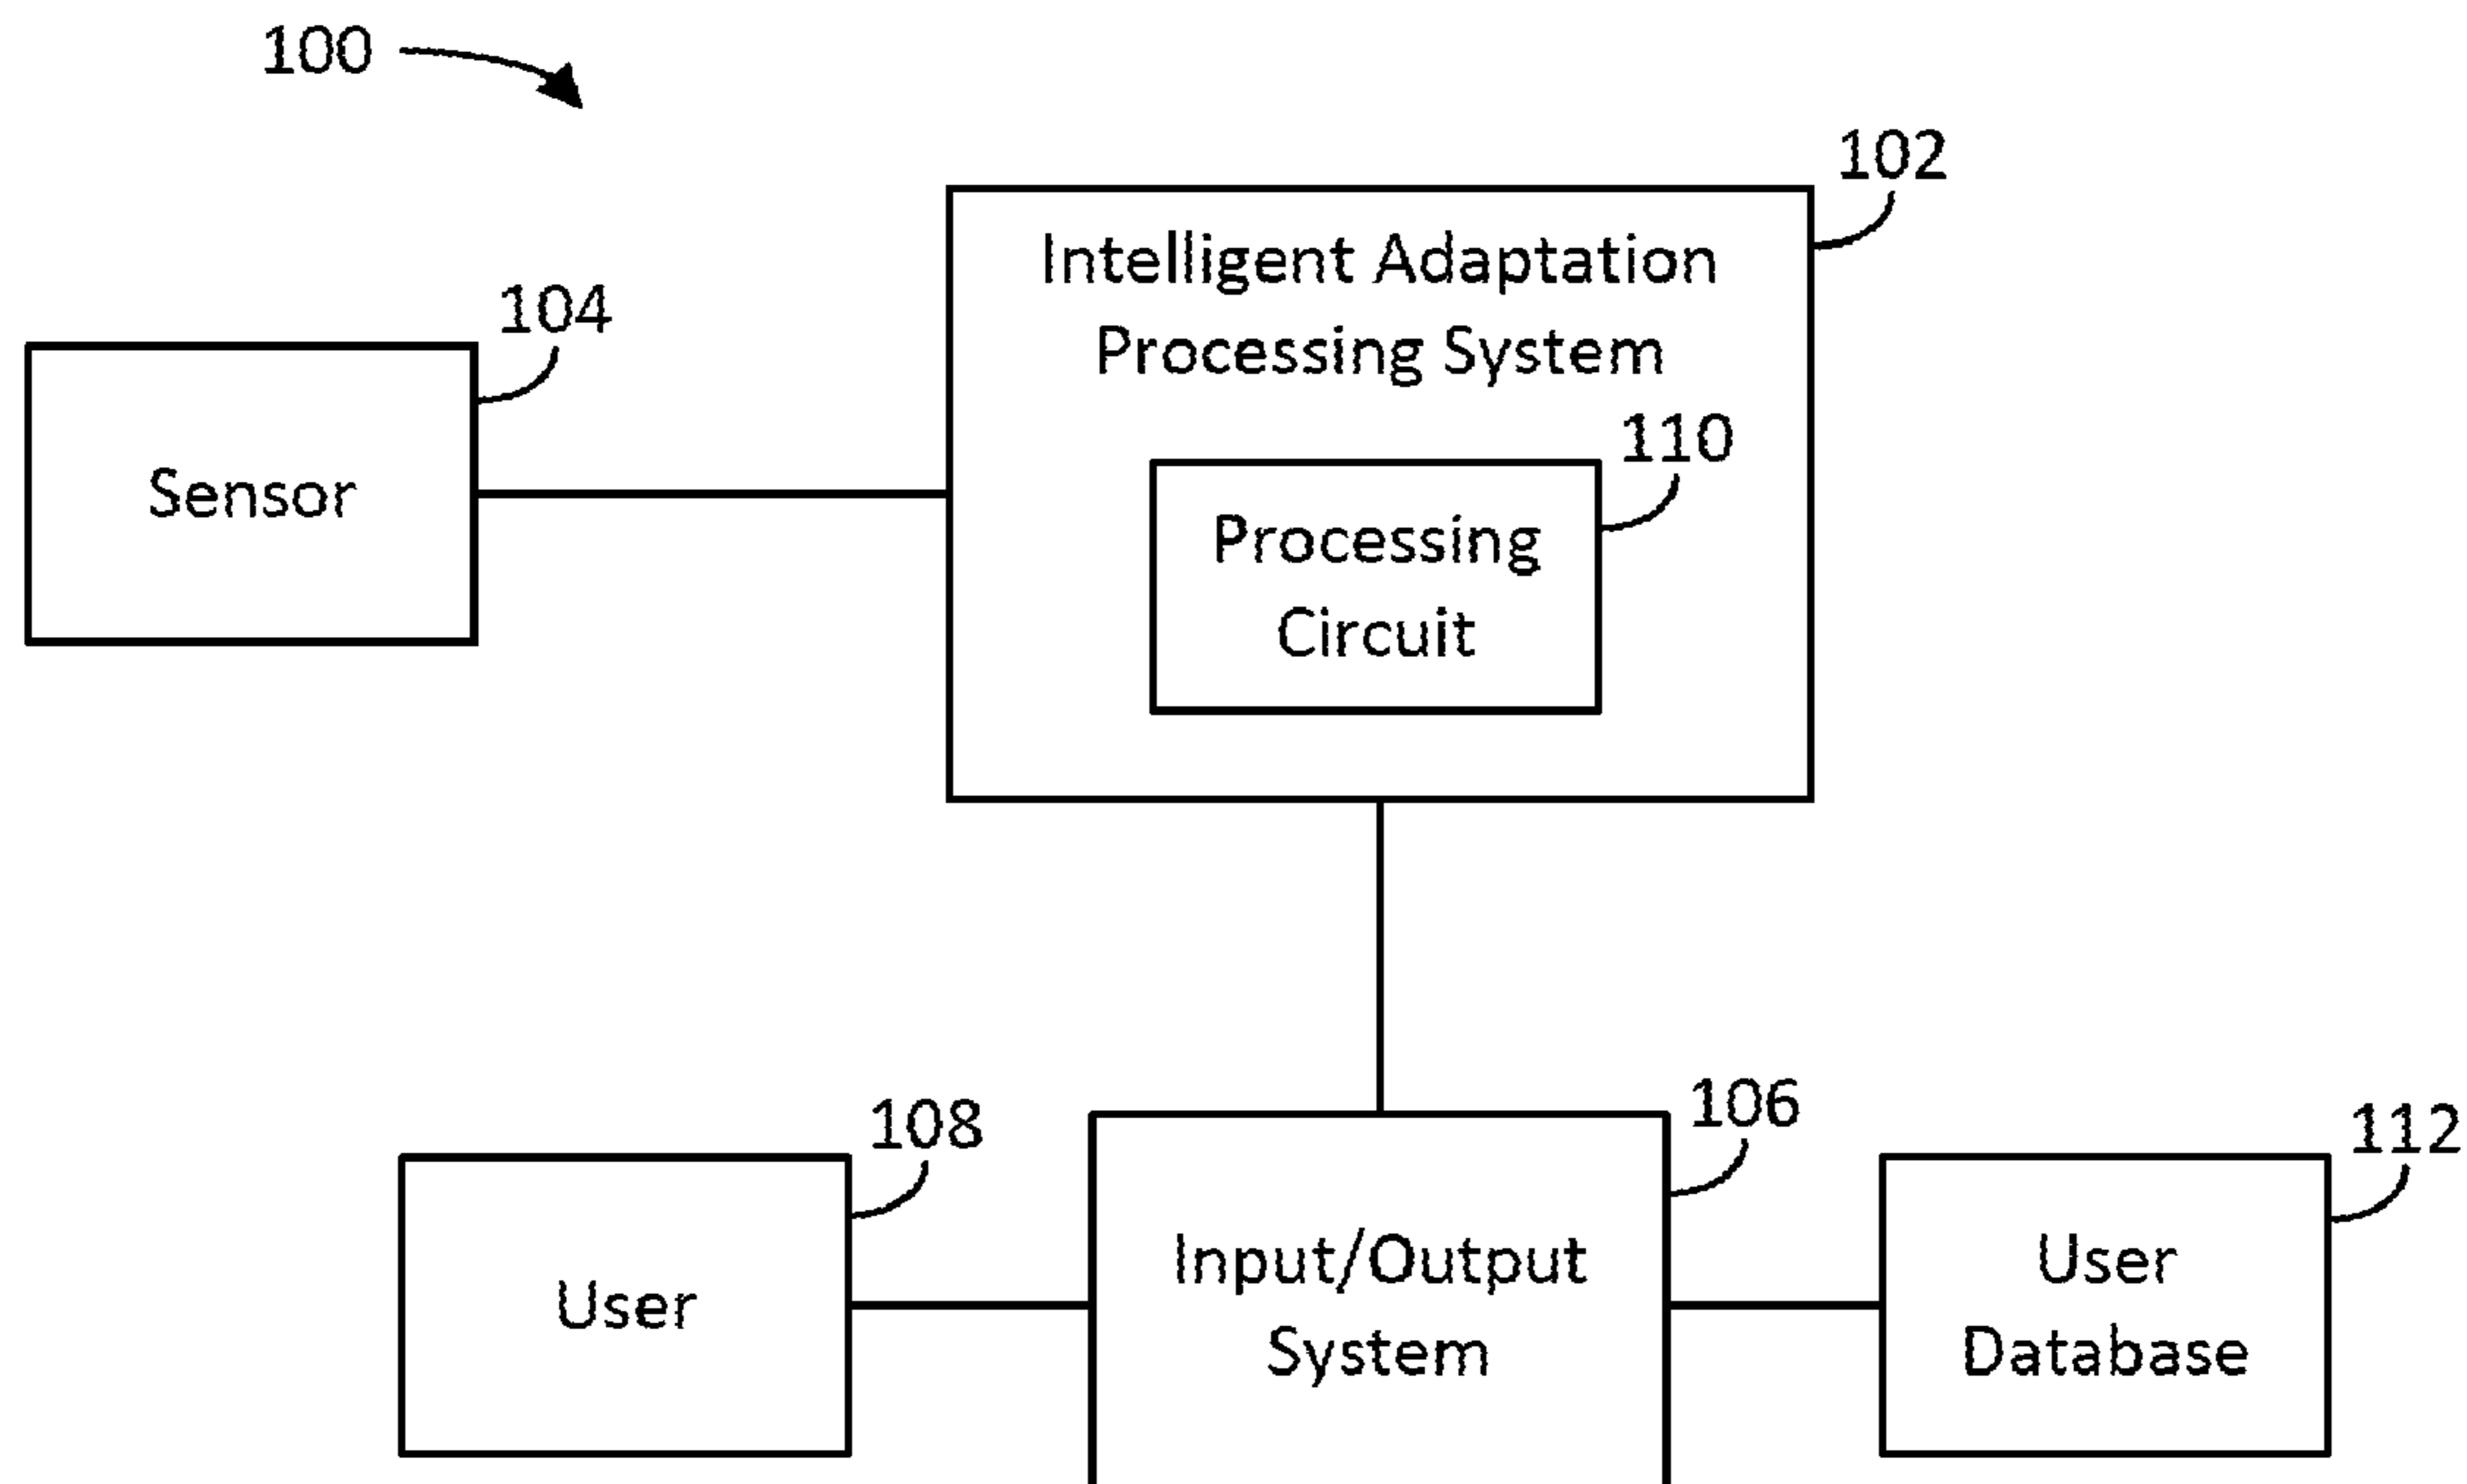 100
102
Intelligent Adaptation
Processing System
104
110
Sensor
Processing
Circuit
108
106
112
User
Input/Output
System
User
Database